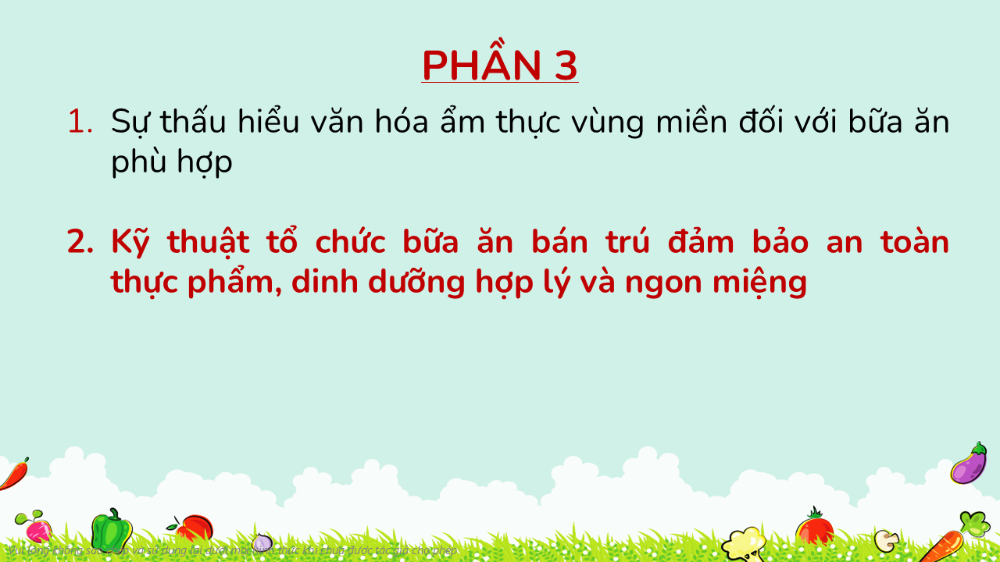 PHẦN 3
1. Sự thấu hiểu văn hóa ẩm thực vùng miền đối với bữa ăn
phù hợp
2. Kỹ thuật tổ chức bữa ăn bán trú đảm bảo an toàn
thực phẩm, dinh dưỡng hợp lý và ngon miệng
Vui lòng không sao chép và sử dụng lại dưới mọi hình thức khi chưa được tác giả cho phép